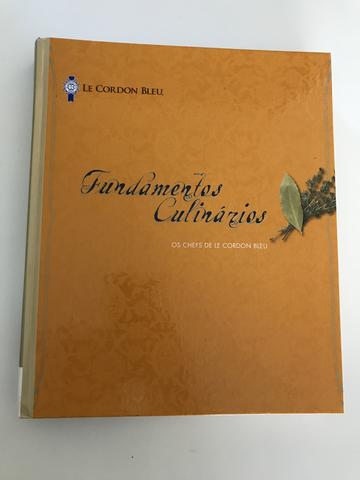 LE CORDON BLEU
Fundamentos
Culinários
OS CHEFS DE LE CORDON BLEU